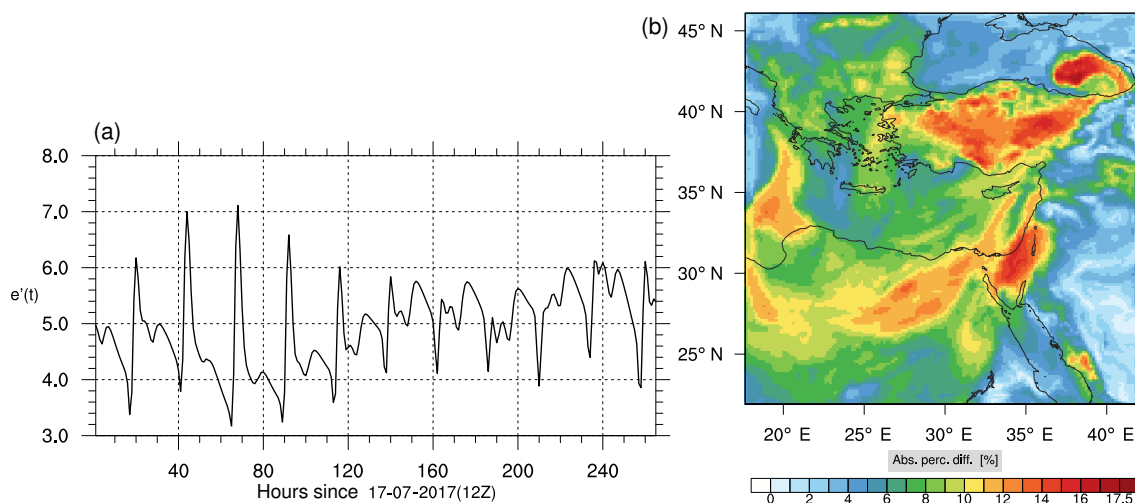 (a)
8.0
7.0
6.0
5.0
4.0
3.0
e'(t)
40 80 120 160 200 240
Hours since 17-07-2017(12Z)
(b)
45° N
40° N
35° N
30° N
25° N
20° E 25° E 30° E 35° E 40° E
Abs. perc. diff. [%]
0 2 4 6 8 10 12 14 16 17.5